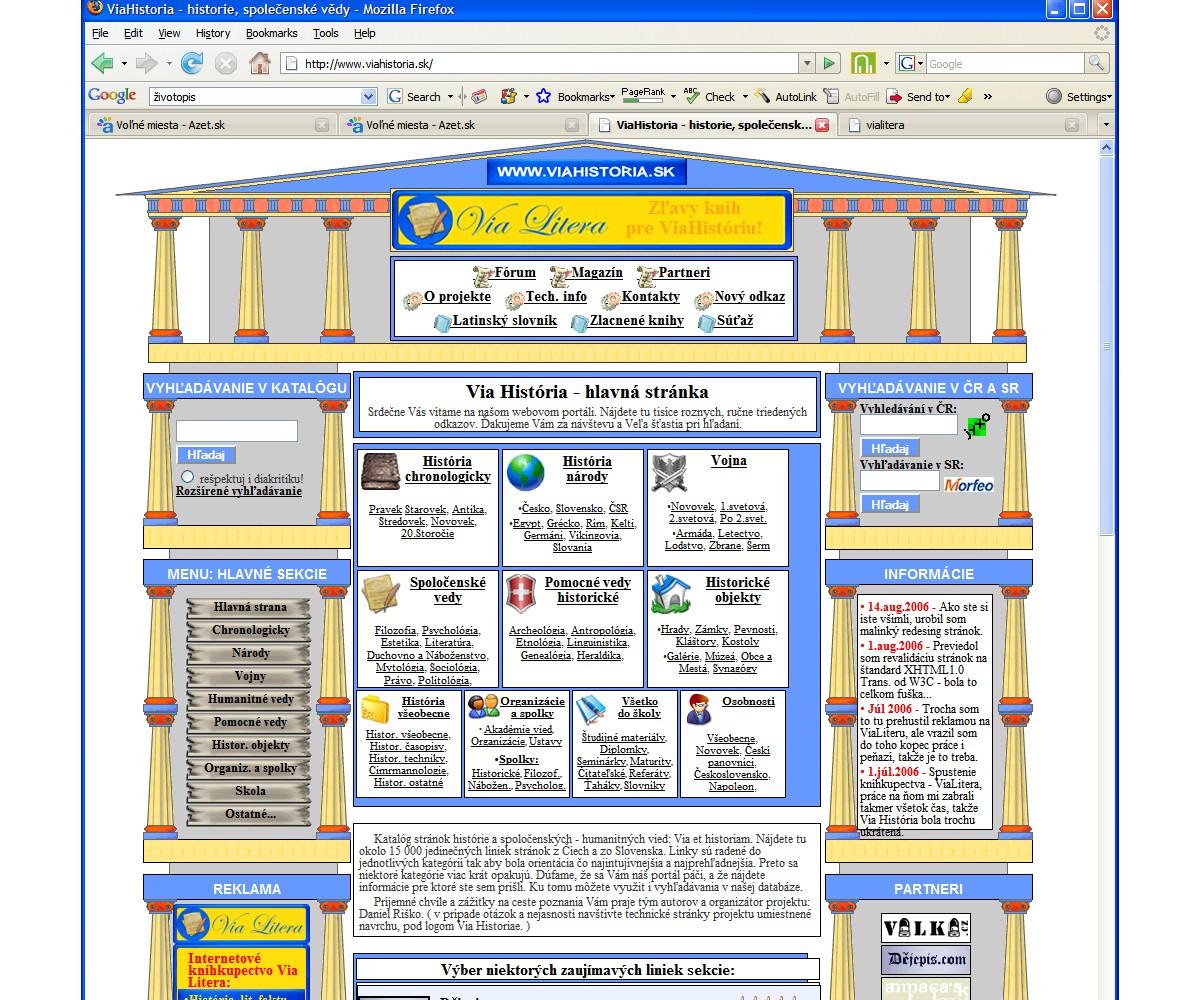 ViaHistoria - historie, společenské vědy - Mozilla Firefox
File Edit View History Bookmarks Tools Help
http://www.viahistoria.sk/
G Google
Google životopis G Search Bookmarks PageRank ABC Check AutoLink AutoFill Send to Settings
Voľné miesta - Azet.sk
Voľné miesta - Azet.sk
ViaHistoria - historie, společensk...
vialitera
WWW.VIAHISTORIA.SK
Via Litera
Zľavy knih
pre ViaHistóriu!
Fórum Magazín Partneri
O projekte Tech. info Kontakty Nový odkaz
Latinský slovník Zlacnené knihy Súťaž
VYHĽADÁVANIE V KATALÓGU
Hľadaj
rešpektuj i diakritiku!
Rozšírené vyhľadávanie
MENU: HLAVNÉ SEKCIE
Hlavná strana
Chronologicky
Národy
Vojny
Humanitné vedy
Pomocné vedy
Histor. objekty
Organiz. a spolky
Skola
Ostatné...
REKLAMA
Via Litera
Internetové
kníhkupectvo Via
Litera:
•História, lit. faktu
Via História - hlavná stránka
Srdečne Vás vitame na našom webovom portáli. Nájdete tu tisíce roznych, ručne triedených
odkazov. Dakujeme Vám za návštevu a Veľa šťastia pri hľadani.
História
chronologicky
Pravek Starovek, Antika,
Stredovek, Novovek,
20.Storočie
História
národy
•Česko, Slovensko, ČSR
•Egypt, Grécko, Rim, Kelti,
Germáni, Vikingovia,
Slovania
Vojna
•Novovek, 1.svetová,
2.svetová, Po 2.svet.
•Armáda, Letectvo,
Lodstvo, Zbrane, Šerm
Spoločenské
vedy
Filozofia, Psychológia,
Estetika, Literatúra,
Duchovno a Náboženstvo,
Mytológia, Sociológia,
Právo, Politológia,
Pomocné vedy
historické
Archeológia, Antropológia,
Etnológia, Linguinistika,
Genealógia, Heraldika,
Historické
objekty
•Hrady, Zámky, Pevnosti,
Kláštory, Kostoly
•Galérie, Múzeá, Obce a
Mestá, Synagógy
História
všeobecne
Histor. všeobecne,
Histor. časopisy,
Histor. techniky,
Cimrmannologie,
Histor. ostatné
Organizácie
a spolky
•Akadémie vied,
Organizácie, Ustavy
•Spolky:
Historické, Filozof.,
Nábožen., Psycholog.
Všetko
do školy
Študijné materiály,
Diplomky,
Seminárky, Maturity,
Čitateľské, Referáty,
Taháky, Slovníky
Osobnosti
Všeobecne,
Novovek, Českí
panovníci,
Československo,
Napoleon,
Katalóg stránok histórie a spoločenských - humanitných vied: Via et historiam. Nájdete tu
okolo 15 000 jedinečných liniek stránok z Čiech a zo Slovenska. Linky sú radené do
jednotlivých kategórii tak aby bola orientácia čo najintujivnejšia a najprehľadnejšia. Preto sa
niektoré kategórie viac krát opakujú. Dúfame, že sa Vám náš portál páči, a že nájdete
informácie pre ktoré ste sem prišli. Ku tomu môžete využit i vyhľadávania v našej databáze.
Prijemné chvile a zážitky na ceste poznania Vám praje tým autorov a organizátor projektu:
Daniel Riško. ( v prípade otázok a nejasností navštivte technické stránky projektu umiestnené
navrchu, pod logom Via Historiae. )
Výber niektorých zaujímavých liniek sekcie:
VYHĽADÁVANIE V ČR A SR
Vyhledávání v ČR:
Hľadaj
Vyhľadávanie v SR:
Morfeo
Hľadaj
INFORMÁCIE
• 14.aug.2006 - Ako ste si
iste všimli, urobil som
malinký redesing stránok.
• 1.aug.2006 - Previedol
som revalidáciu stránok na
štandard XHTML1.0
Trans. od W3C - bola to
celkom fuška...
• Júl 2006 - Trocha som
to tu prehustil reklamou na
ViaLiteru, ale vrazil som
do toho kopec práce i
peňazí, takže je to treba.
• 1.júl.2006 - Spustenie
knihkupectva - ViaLitera,
práce na ňom mi zabrali
takmer všetok čas, takže
Via História bola trochu
ukrátená.
PARTNERI
VALKA.cz
Dějepis.com